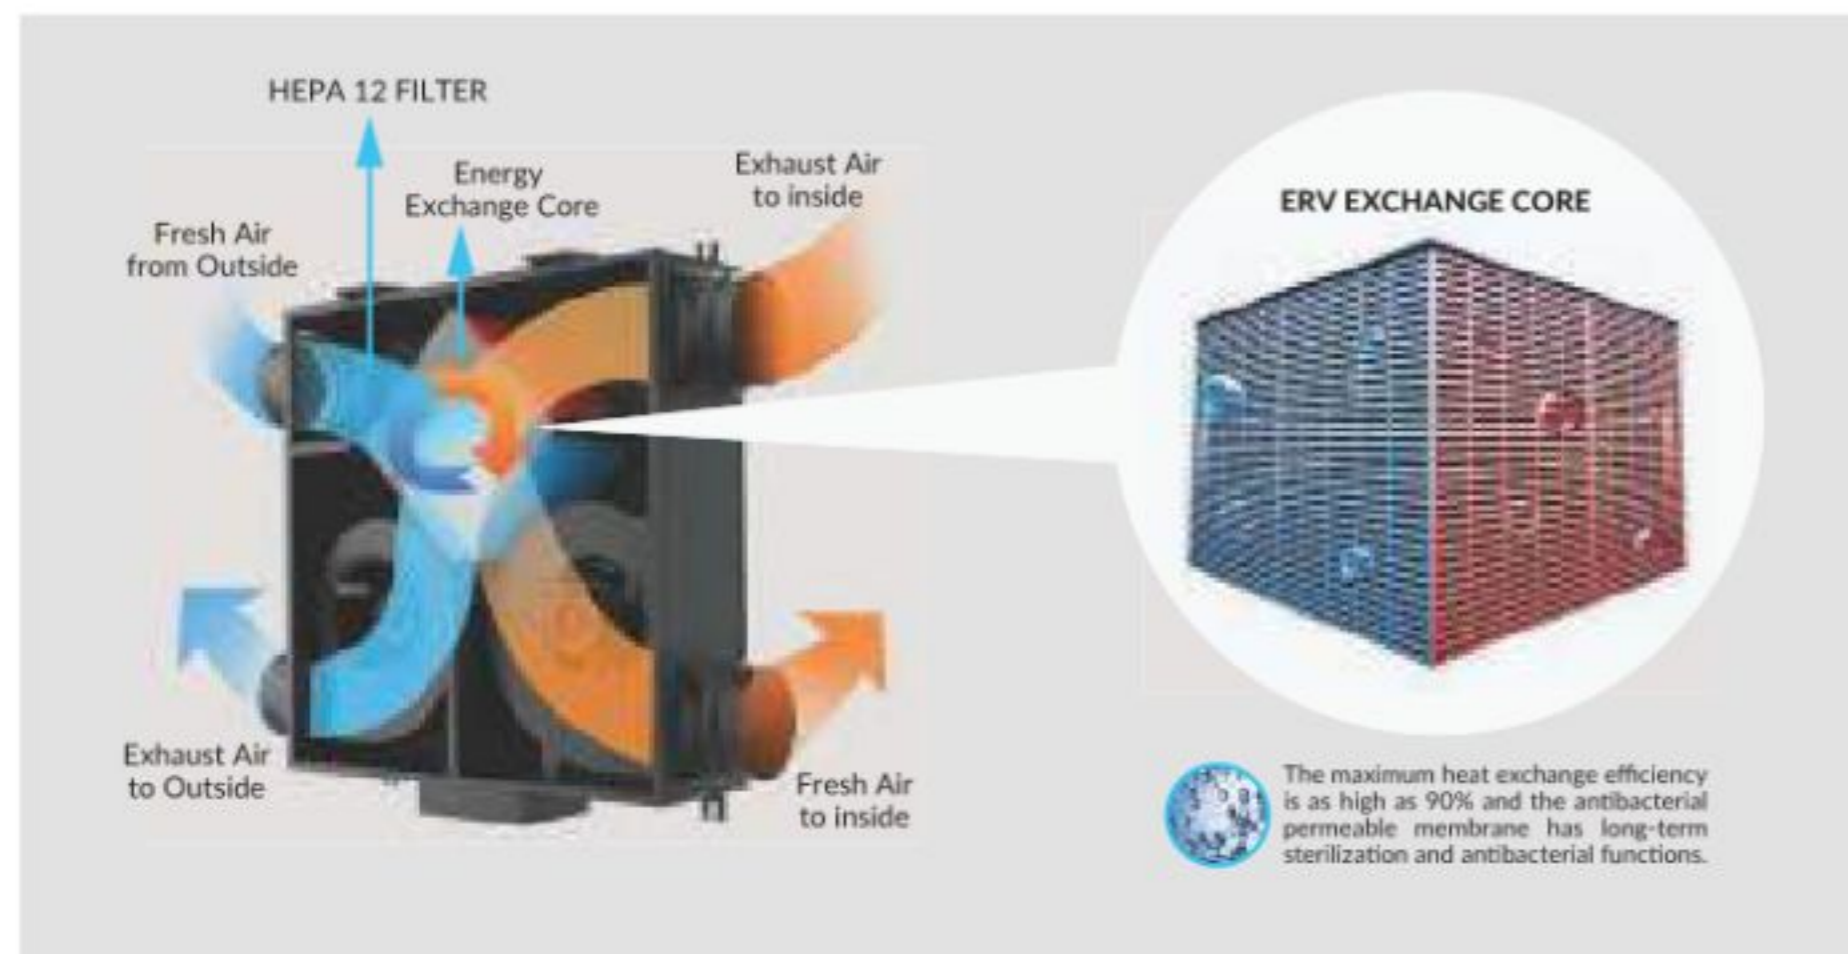 HEPA 12 FILTER
Energy
Exchange Core
Exhaust Air
to inside
Fresh Air
from Outside
Exhaust Air
to Outside
Fresh Air
to inside
ERV EXCHANGE CORE
The maximum heat exchange efficiency
is as high as 90% and the antibacterial
permeable membrane has long-term
sterilization and antibacterial functions.